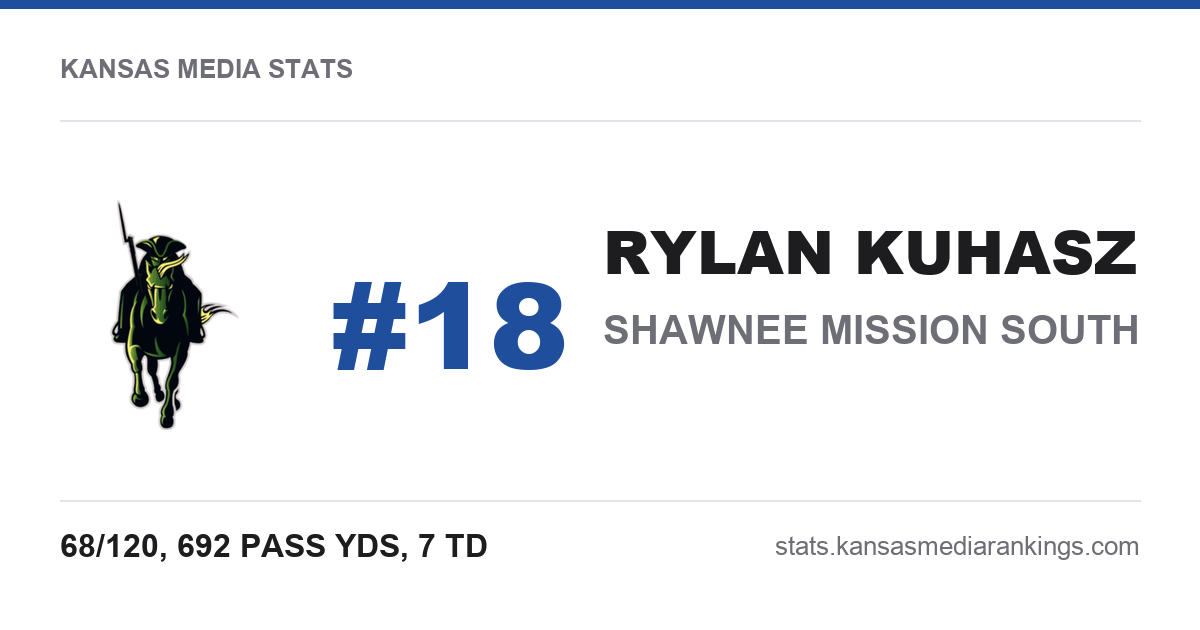 KANSAS MEDIA STATS
#18
RYLAN KUHASZ
SHAWNEE MISSION SOUTH
68/120, 692 PASS YDS, 7 TD
stats.kansasmediarankings.com